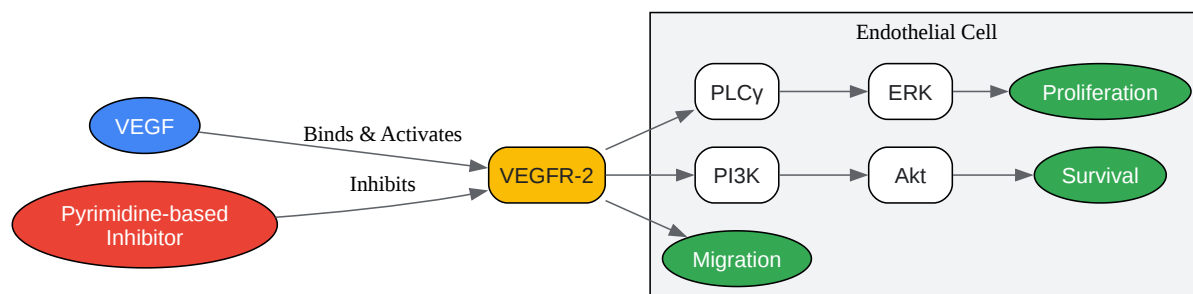 Endothelial Cell
PLCγ
ERK
Proliferation
VEGF
Binds & Activates
VEGFR-2
PI3K
Akt
Survival
Inhibits
Pyrimidine-based
Inhibitor
Migration